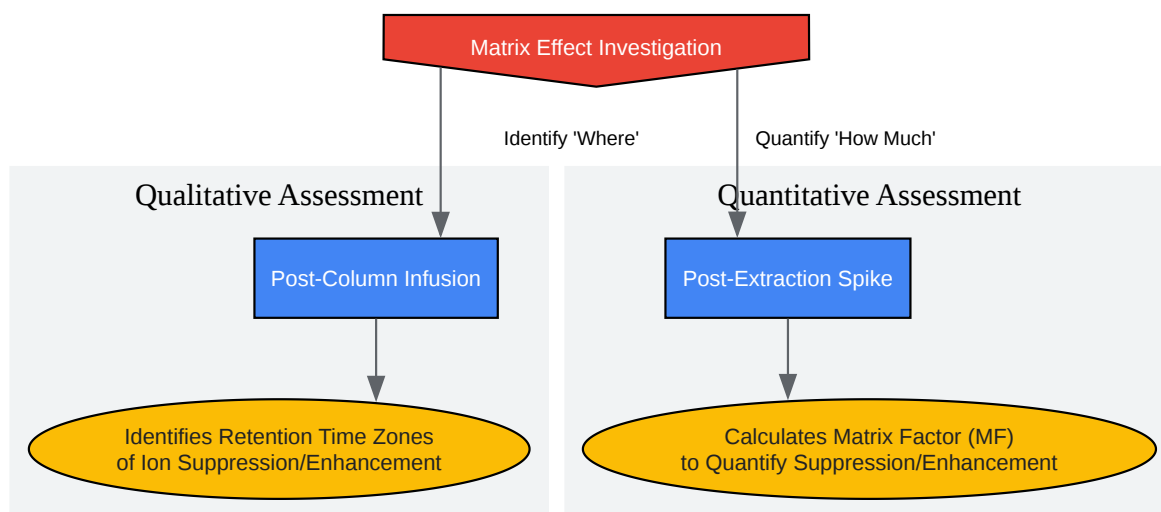 Matrix Effect Investigation
Identify 'Where'
Quantify 'How Much'
Qualitative Assessment
Quantitative Assessment
Post-Column Infusion
Post-Extraction Spike
Identifies Retention Time Zones
of Ion Suppression/Enhancement
Calculates Matrix Factor (MF)
to Quantify Suppression/Enhancement